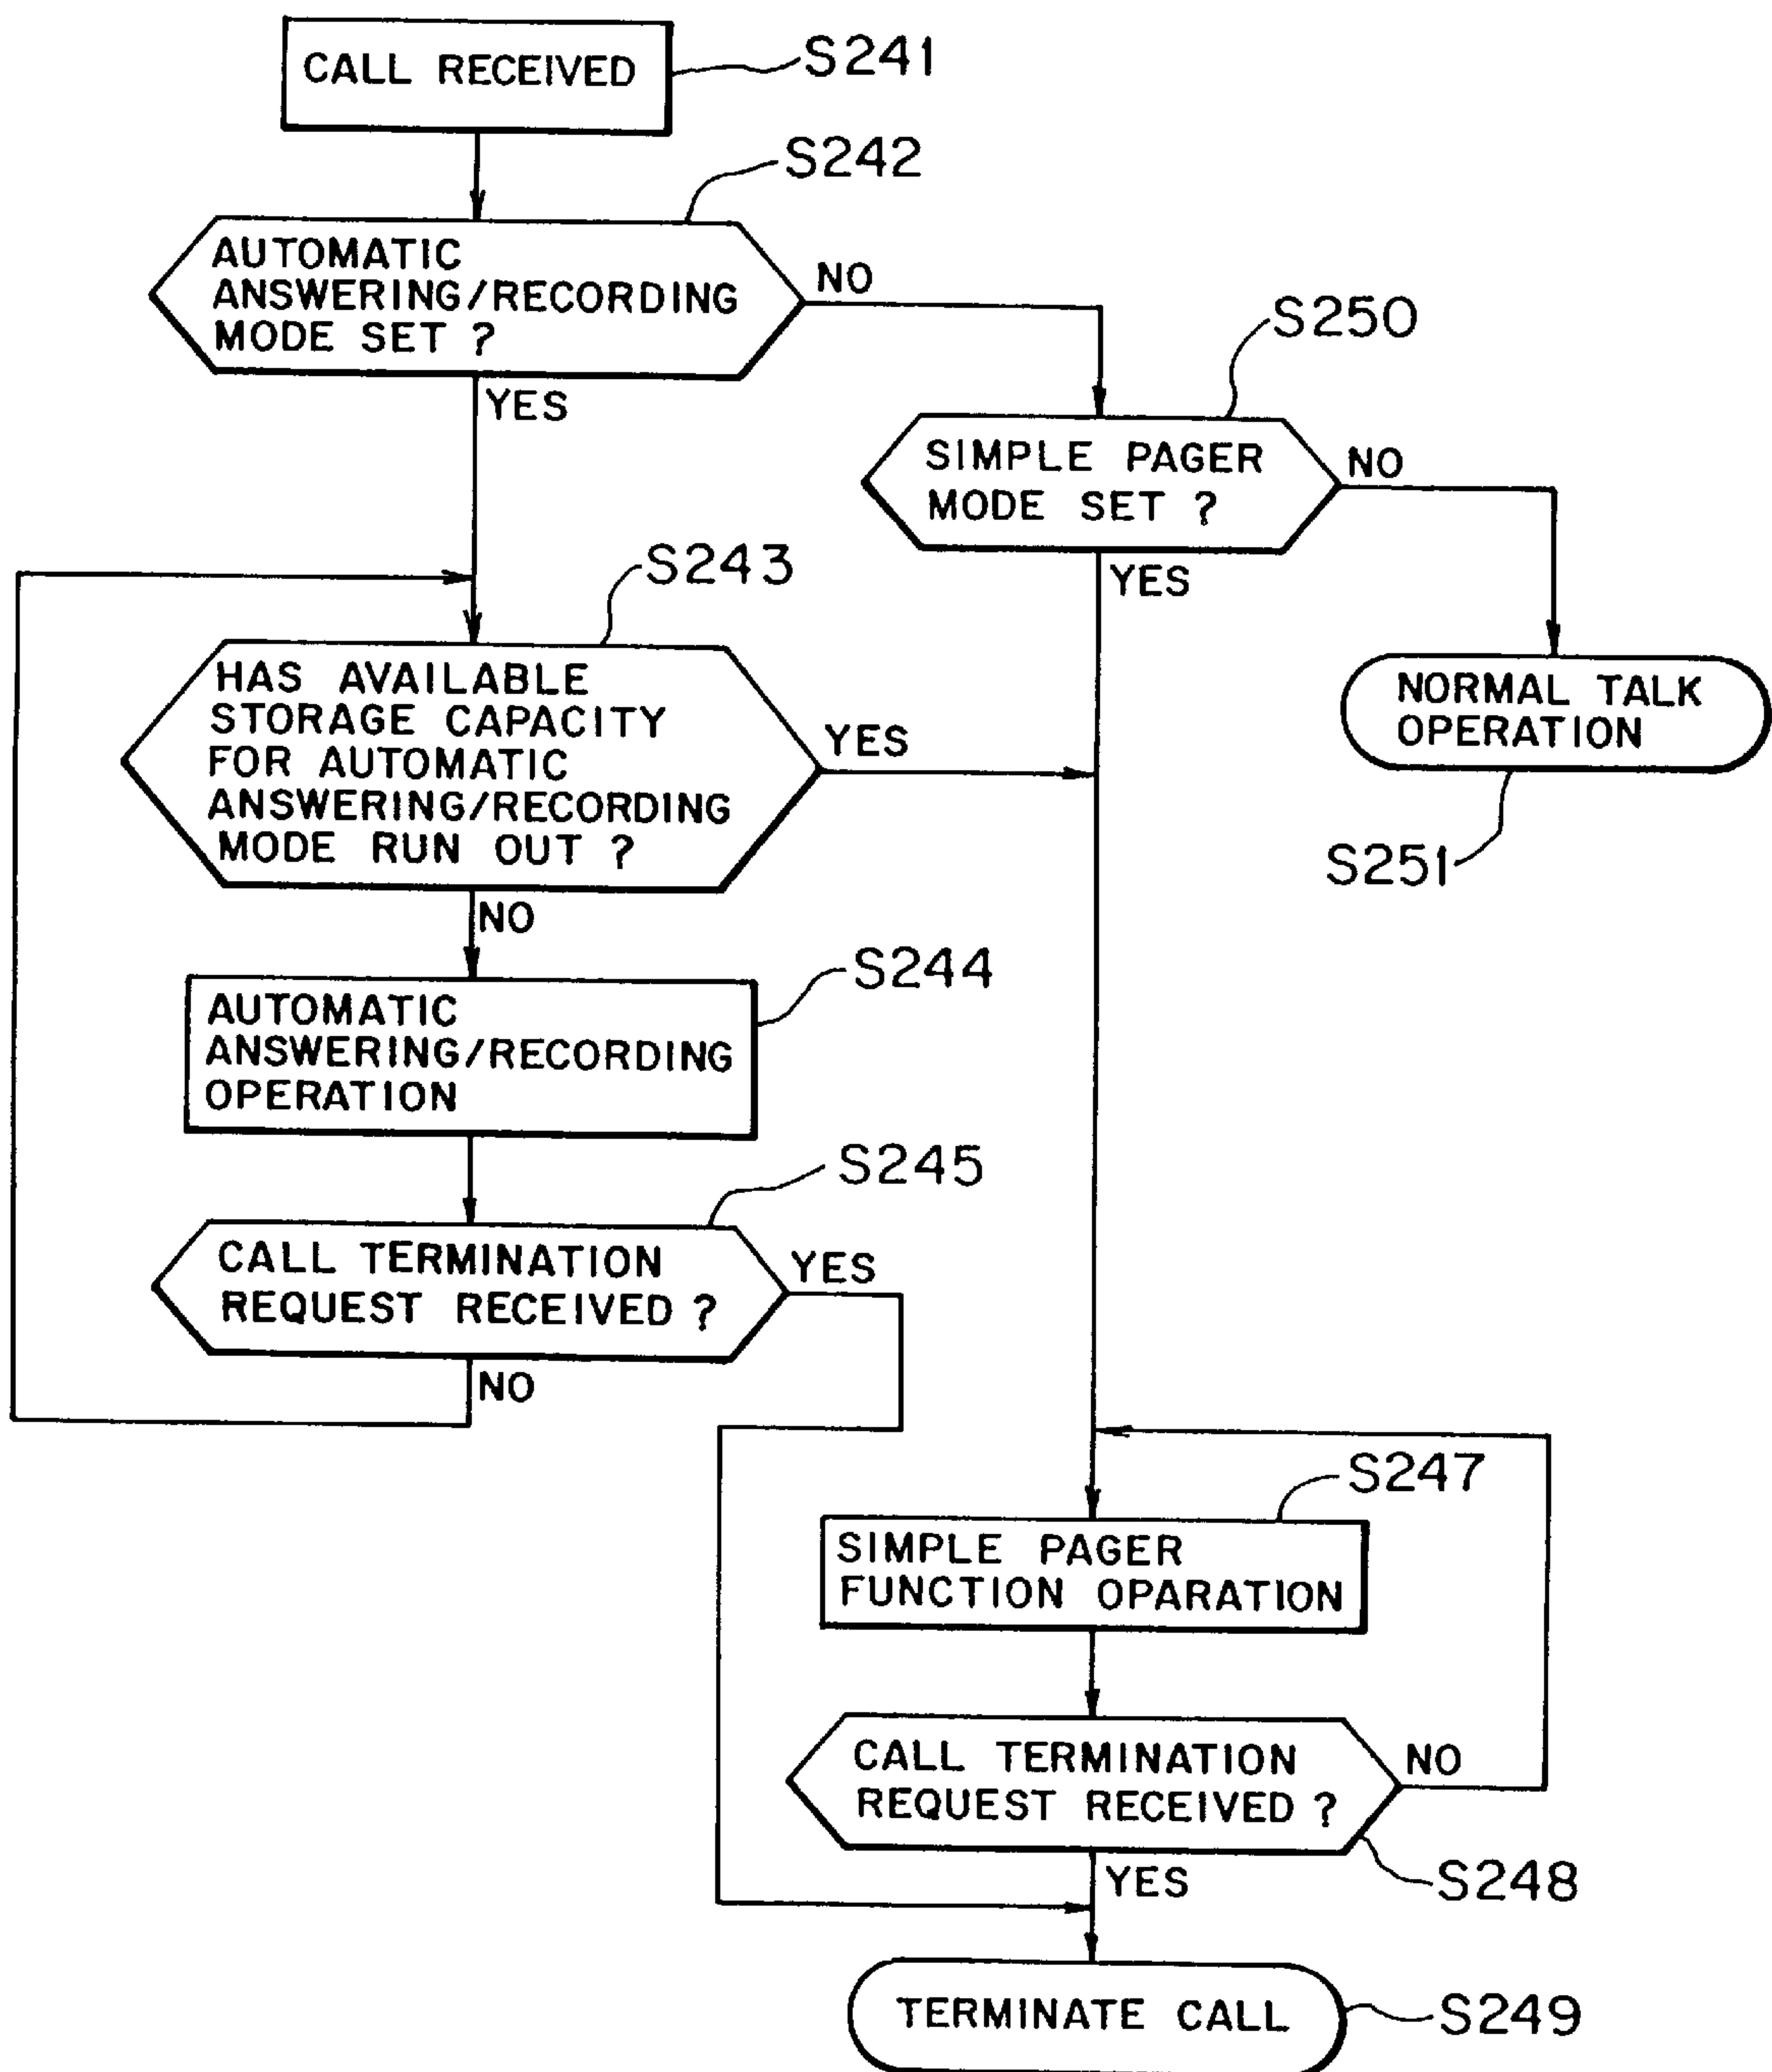 CALL RECEIVED
S241
S242
AUTOMATIC
ANSWERING/RECORDING
MODE SET ?
NO
YES
S250
SIMPLE PAGER
MODE SET ?
NO
YES
NORMAL TALK
OPERATION
S251
S243
HAS AVAILABLE
STORAGE CAPACITY
FOR AUTOMATIC
ANSWERING/RECORDING
MODE RUN OUT ?
YES
NO
S244
AUTOMATIC
ANSWERING/RECORDING
OPERATION
S245
CALL TERMINATION
REQUEST RECEIVED ?
YES
NO
S247
SIMPLE PAGER
FUNCTION OPARATION
CALL TERMINATION
REQUEST RECEIVED ?
NO
YES
S248
TERMINATE CALL
S249